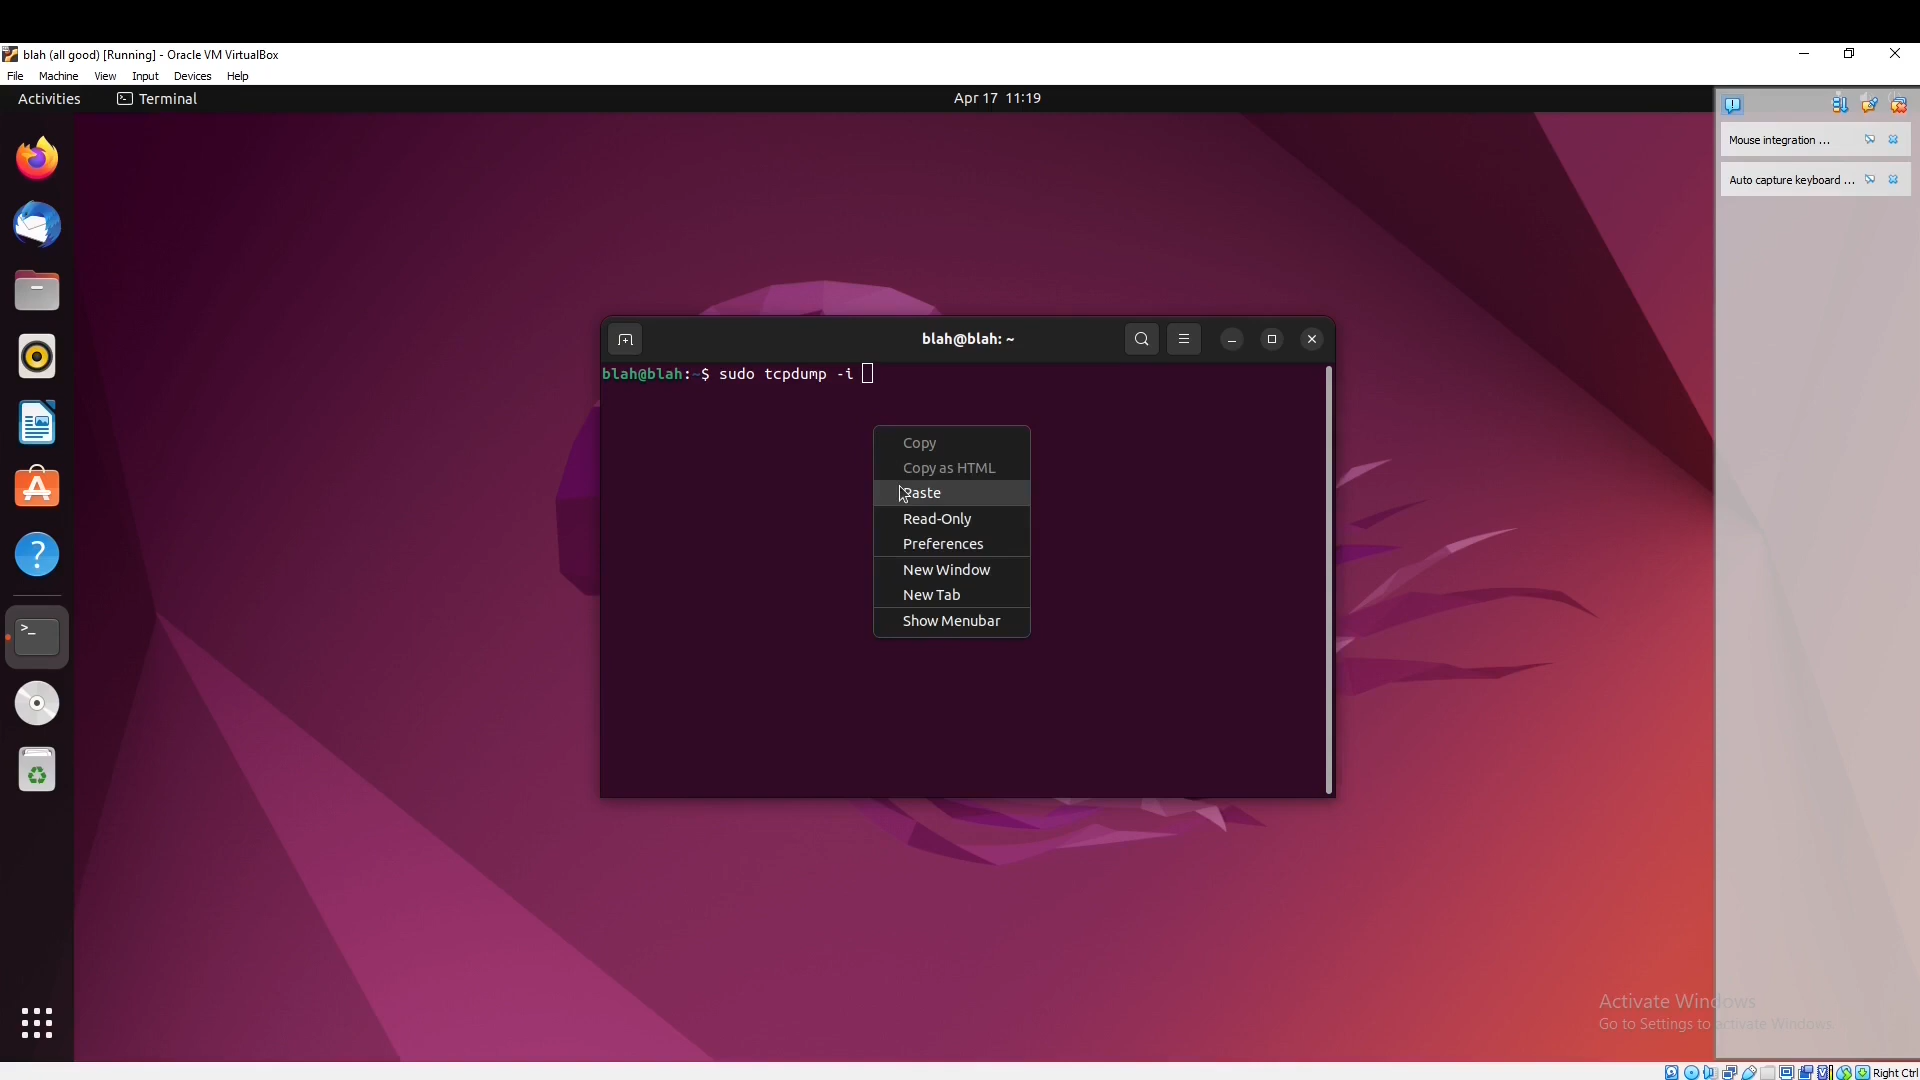 blah (all good) [Running] - Oracle VM VirtualBox
File Machine View Input Devices Help
Activities Terminal Apr 17 11:19
Mouse integration ...
Auto capture keyboard ...
blah@blah: ~
blah@blah:~$ sudo tcpdump -i
Copy
Copy as HTML
Paste
Read-Only
Preferences
New Window
New Tab
Show Menubar
Activate Windows
Go to Settings to activate Windows.
Right Ctrl